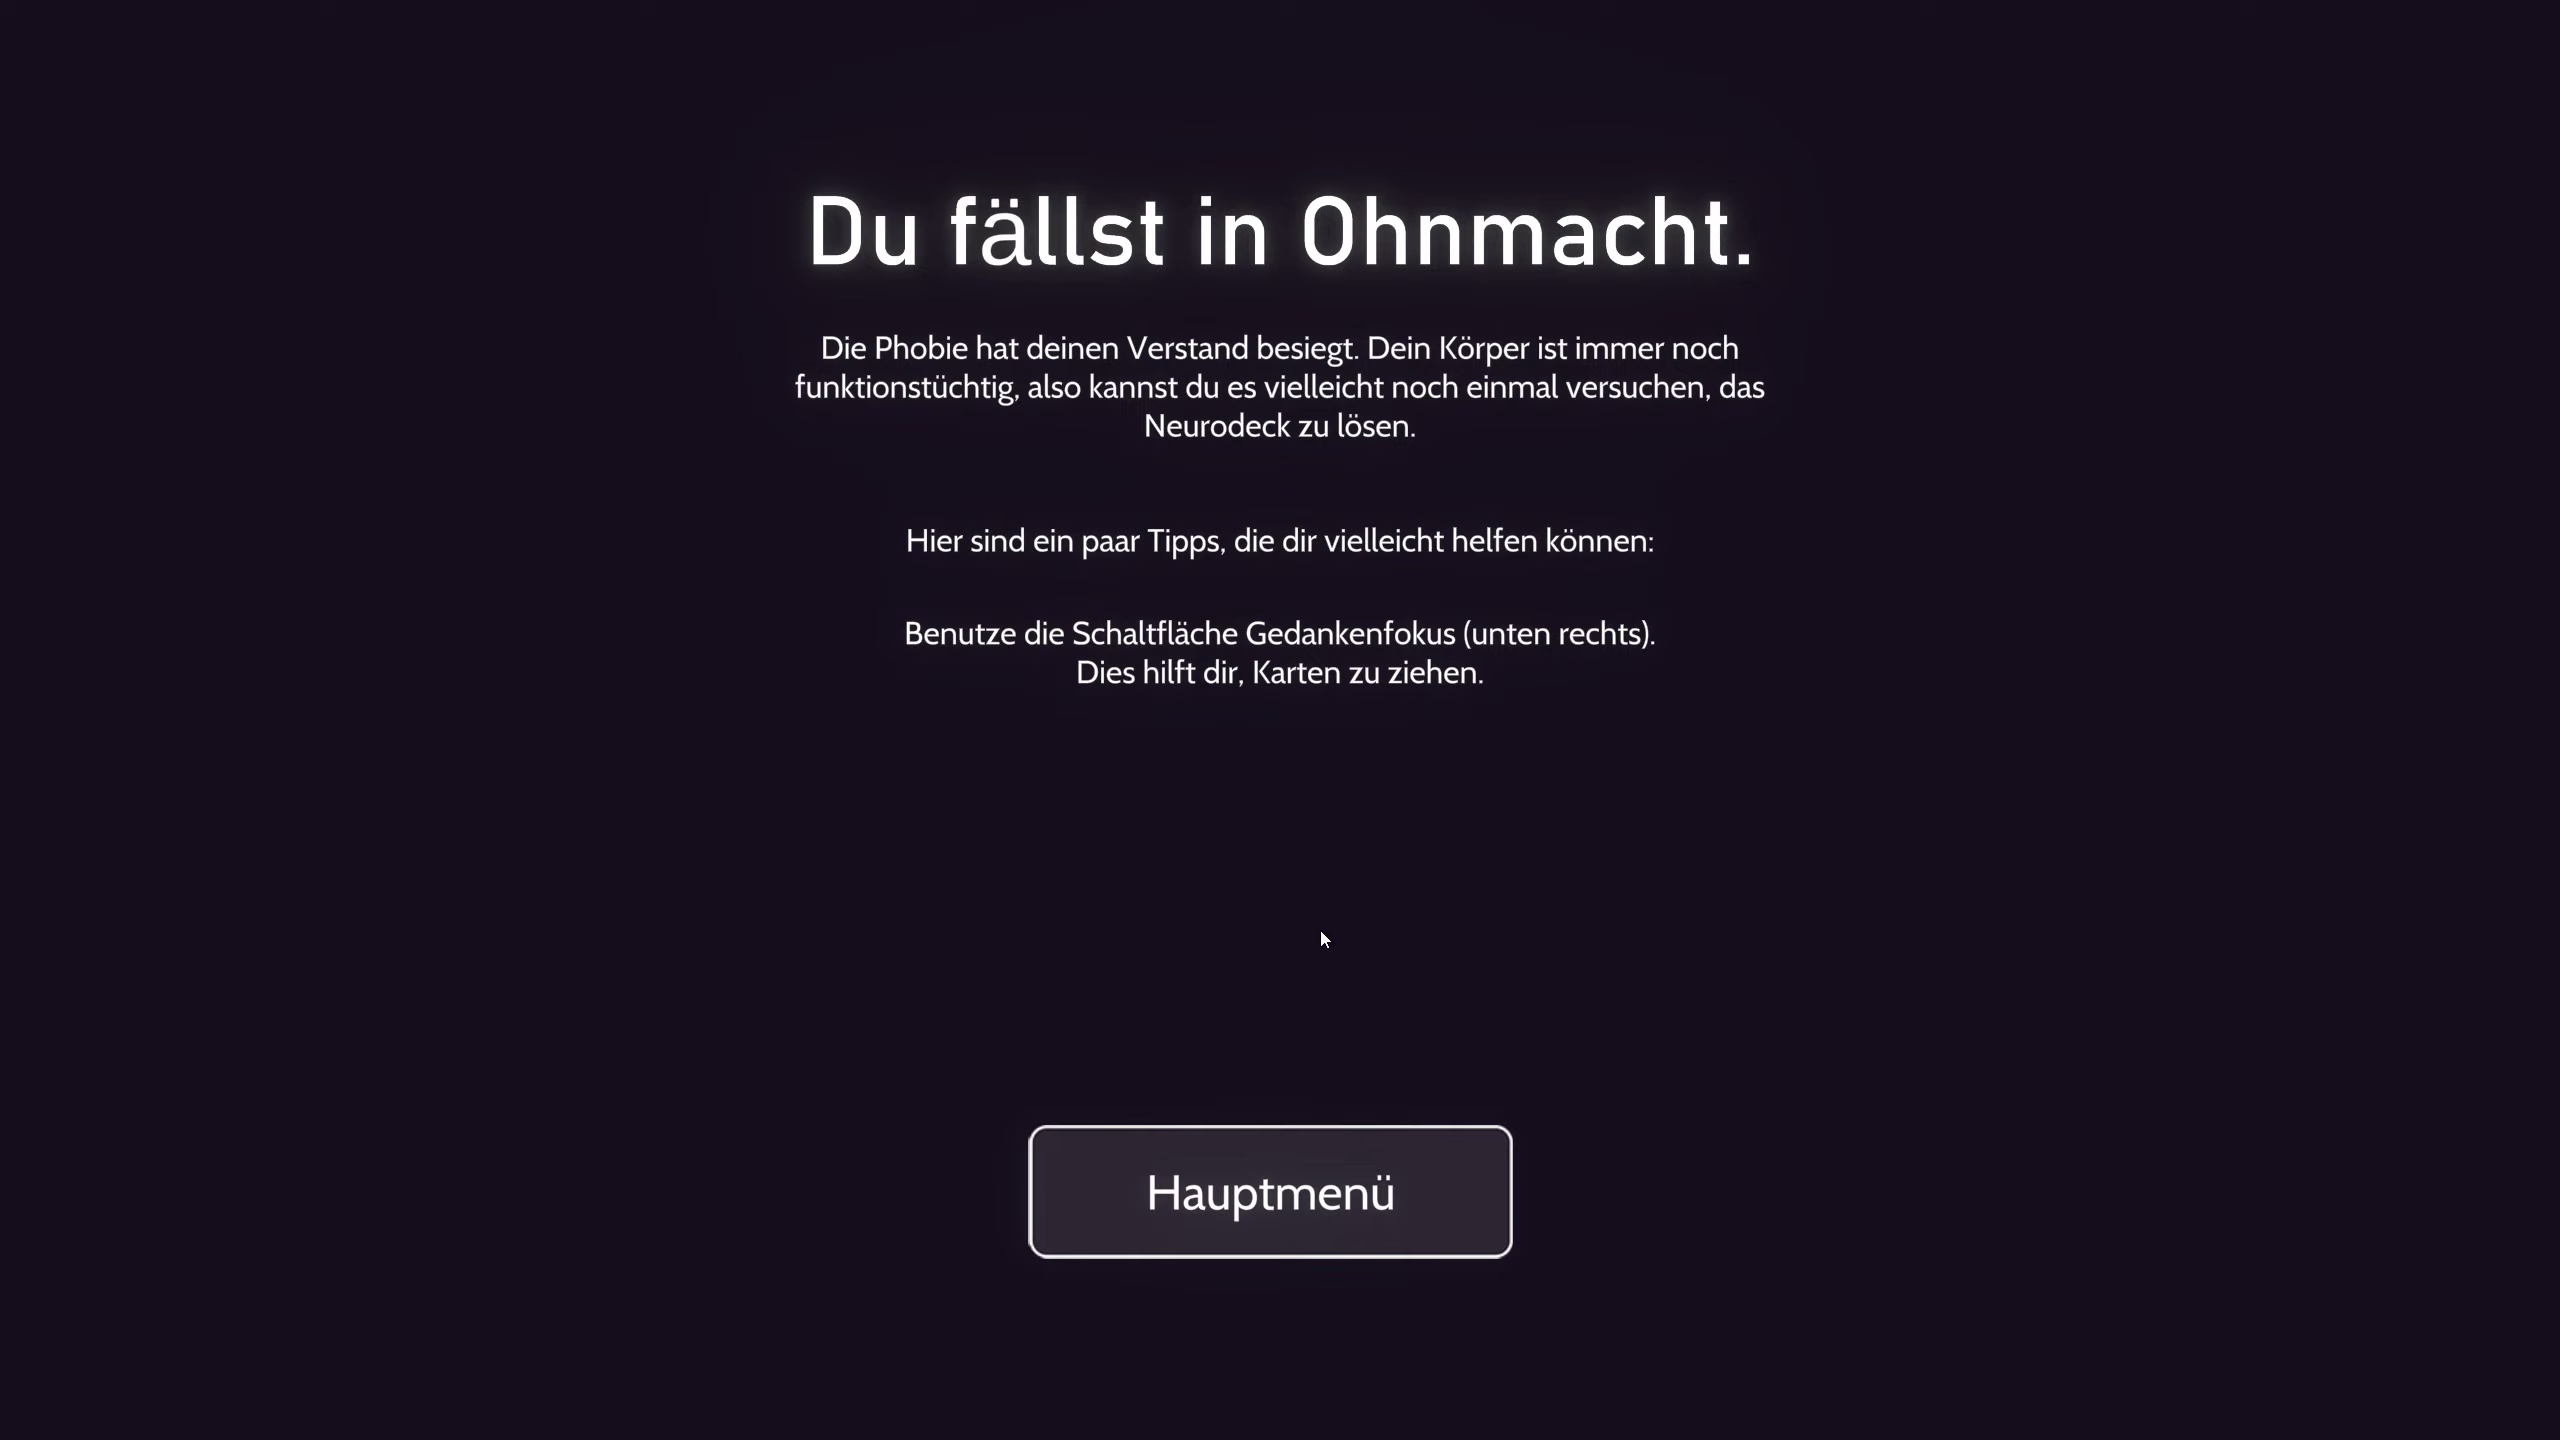 Du fällst in Ohnmacht.
Die Phobie hat deinen Verstand besiegt. Dein Körper ist immer noch
funktionstüchtig, also kannst du es vielleicht noch einmal versuchen, das
Neurodeck zu lösen.
Hier sind ein paar Tipps, die dir vielleicht helfen können:
Benutze die Schaltfläche Gedankenfokus (unten rechts).
Dies hilft dir, Karten zu ziehen.
Hauptmenü